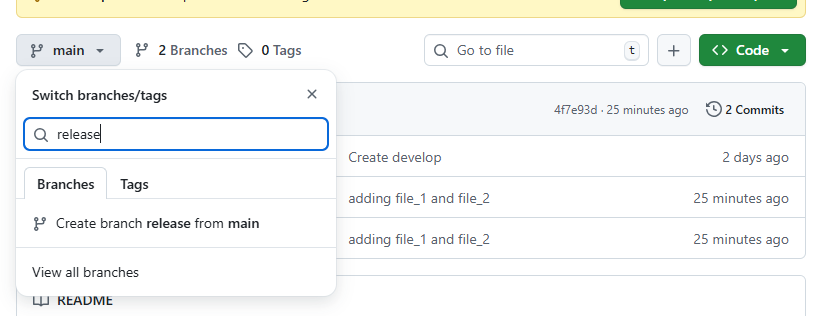 main
2 Branches
0 Tags
Go to file
t
Code
Switch branches/tags
release
Branches
Tags
Create branch release from main
View all branches
4f7e93d · 25 minutes ago
2 Commits
Create develop
2 days ago
adding file_1 and file_2
25 minutes ago
adding file_1 and file_2
25 minutes ago
README